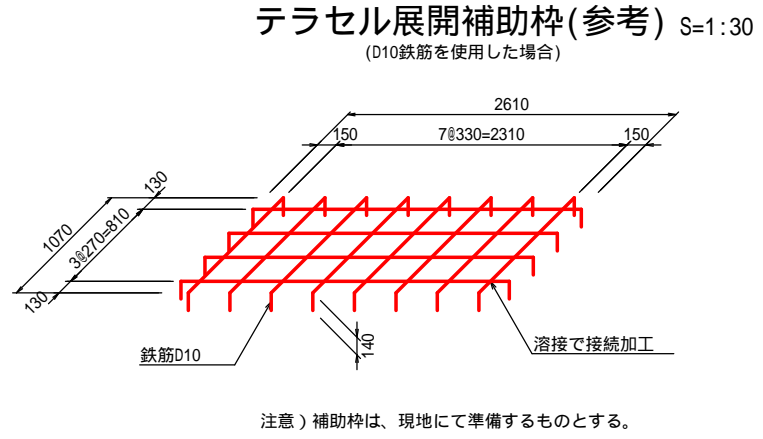 テラセル展開補助枠(参考) S=1:30
(D10鉄筋を使用した場合)
2610
150 7@330=2310 150
130
3@270=810
1070
130
140
鉄筋D10
溶接で接続加工
注意)補助枠は、現地にて準備するものとする。